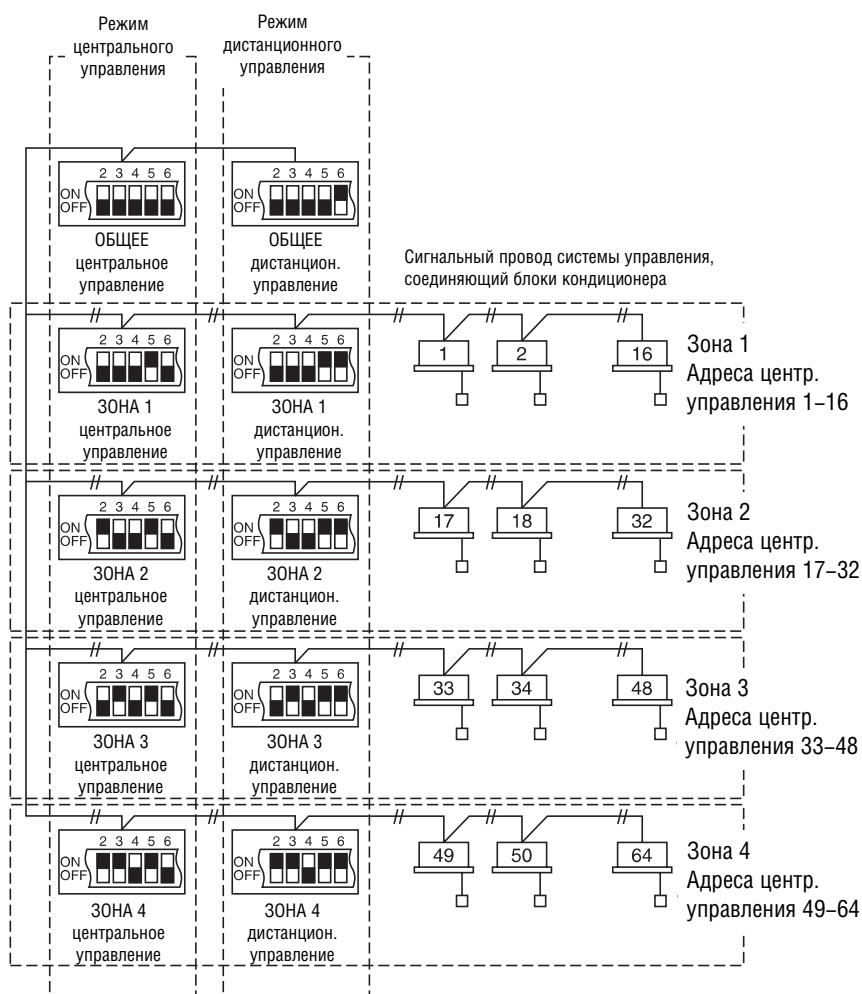 Режим
центрального
управления
Режим
дистанционного
управления
2 3 4 5 6
ON
OFF
ОБЩЕЕ
центральное
управление
2 3 4 5 6
ON
OFF
ОБЩЕЕ
дистанцион.
управление
Сигнальный провод системы управления,
соединяющий блоки кондиционера
2 3 4 5 6
ON
OFF
ЗОНА 1
центральное
управление
2 3 4 5 6
ON
OFF
ЗОНА 1
дистанцион.
управление
1
2
16
Зона 1
Адреса центр.
управления 1–16
2 3 4 5 6
ON
OFF
ЗОНА 2
центральное
управление
2 3 4 5 6
ON
OFF
ЗОНА 2
дистанцион.
управление
17
18
32
Зона 2
Адреса центр.
управления 17–32
2 3 4 5 6
ON
OFF
ЗОНА 3
центральное
управление
2 3 4 5 6
ON
OFF
ЗОНА 3
дистанцион.
управление
33
34
48
Зона 3
Адреса центр.
управления 33–48
2 3 4 5 6
ON
OFF
ЗОНА 4
центральное
управление
2 3 4 5 6
ON
OFF
ЗОНА 4
дистанцион.
управление
49
50
64
Зона 4
Адреса центр.
управления 49–64